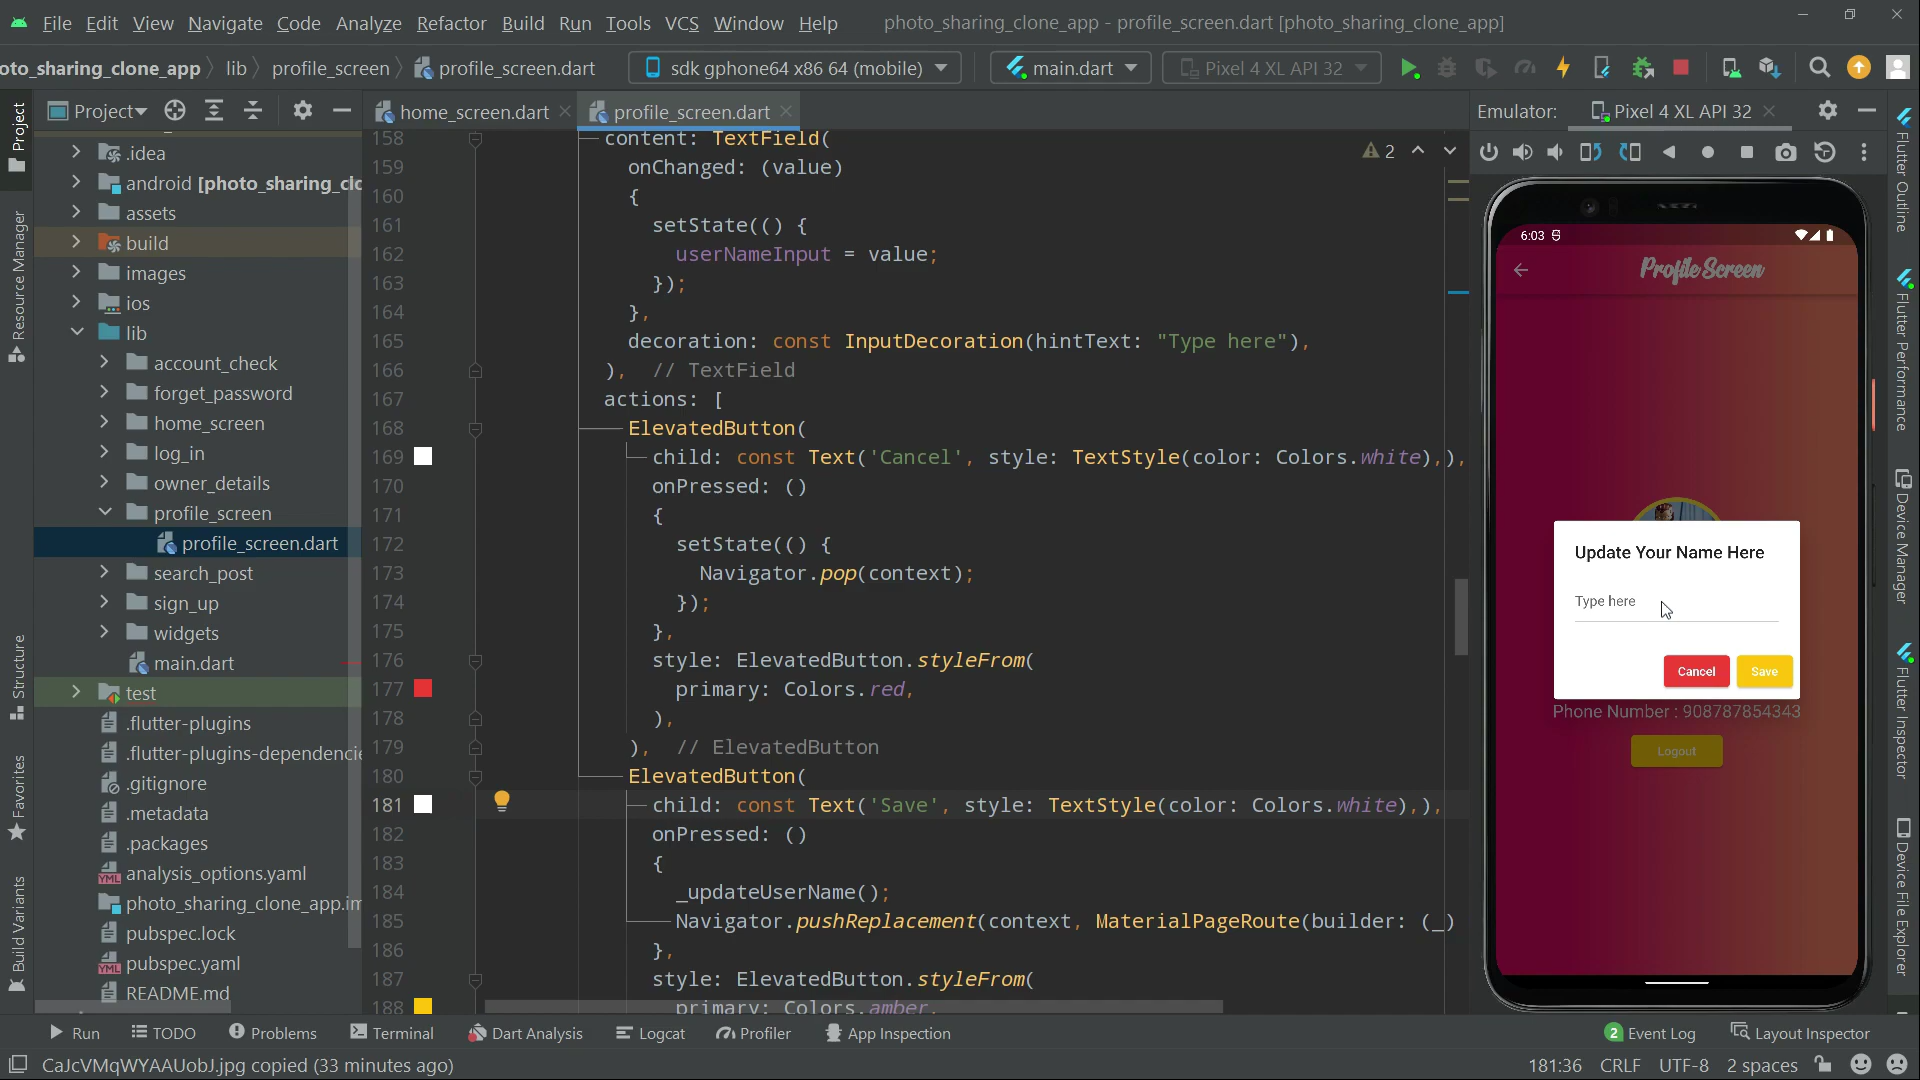 File Edit View Navigate Code Analyze Refactor Build Run Tools VCS Window Help photo_sharing_clone_app - profile_screen.dart [photo_sharing_clone_app]
oto_sharing_clone_app lib profile_screen profile_screen.dart sdk gphone64 x86 64 (mobile) main.dart Pixel 4 XL API 32
Project home_screen.dart profile_screen.dart Emulator: Pixel 4 XL API 32
Project
Resource Manager
Structure
Favorites
Build Variants
.idea
android [photo_sharing_clo
assets
build
images
ios
lib
account_check
forget_password
home_screen
log_in
owner_details
profile_screen
profile_screen.dart
search_post
sign_up
widgets
main.dart
test
.flutter-plugins
.flutter-plugins-dependencie
.gitignore
.metadata
.packages
analysis_options.yaml
photo_sharing_clone_app.im
pubspec.lock
pubspec.yaml
README.md
2
158 content: TextField(
159 onChanged: (value)
160 {
161 setState(() {
162 userNameInput = value;
163 });
164 },
165 decoration: const InputDecoration(hintText: "Type here"),
166 ), // TextField
167 actions: [
168 ElevatedButton(
169 child: const Text('Cancel', style: TextStyle(color: Colors.white),),
170 onPressed: ()
171 {
172 setState(() {
173 Navigator.pop(context);
174 });
175 },
176 style: ElevatedButton.styleFrom(
177 primary: Colors.red,
178 ),
179 ), // ElevatedButton
180 ElevatedButton(
181 child: const Text('Save', style: TextStyle(color: Colors.white),),
182 onPressed: ()
183 {
184 _updateUserName();
185 Navigator.pushReplacement(context, MaterialPageRoute(builder: (_)
186 },
187 style: ElevatedButton.styleFrom(
188 primary: Colors.amber,
6:03
Profile Screen
Update Your Name Here
Type here
Cancel Save
Phone Number : 908787854343
Logout
Flutter Outline
Flutter Performance
Device Manager
Flutter Inspector
Device File Explorer
Run TODO Problems Terminal Dart Analysis Logcat Profiler App Inspection 2 Event Log Layout Inspector
CaJcVMqWYAAUobJ.jpg copied (33 minutes ago) 181:36 CRLF UTF-8 2 spaces